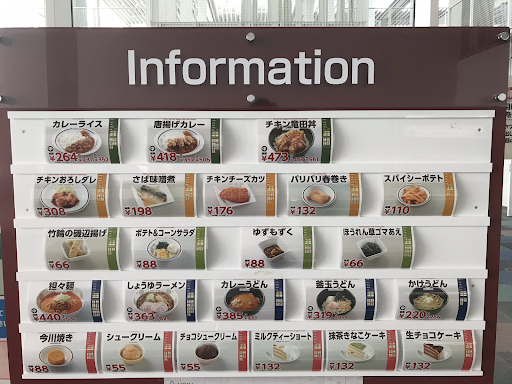 Information
カレーライス
¥264
唐揚げカレー
¥418
チキン竜田丼
¥473
チキンおろしダレ
¥308
さば味噌煮
¥198
チキンチーズカツ
¥176
パリパリ春巻き
¥132
スパイシーポテト
¥110
竹輪の磯辺揚げ
¥66
ポテト&コーンサラダ
¥88
ゆずもずく
¥88
ほうれん草ゴマあえ
¥66
担々麺
¥440
しょうゆラーメン
¥363
カレーうどん
¥385
釜玉うどん
¥319
かけうどん
¥220
今川焼き
¥88
シュークリーム
¥55
チョコシュークリーム
¥55
ミルクティーショート
¥132
抹茶きなこケーキ
¥132
生チョコケーキ
¥132